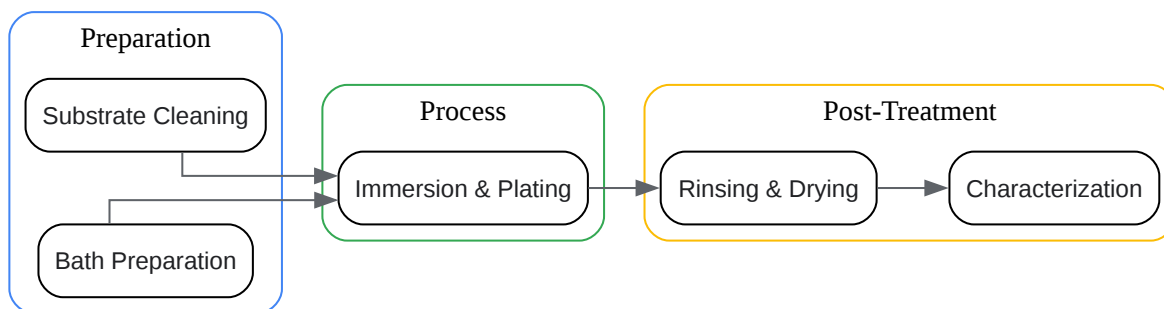 Preparation
Substrate Cleaning
Bath Preparation
Process
Immersion & Plating
Post-Treatment
Rinsing & Drying
Characterization